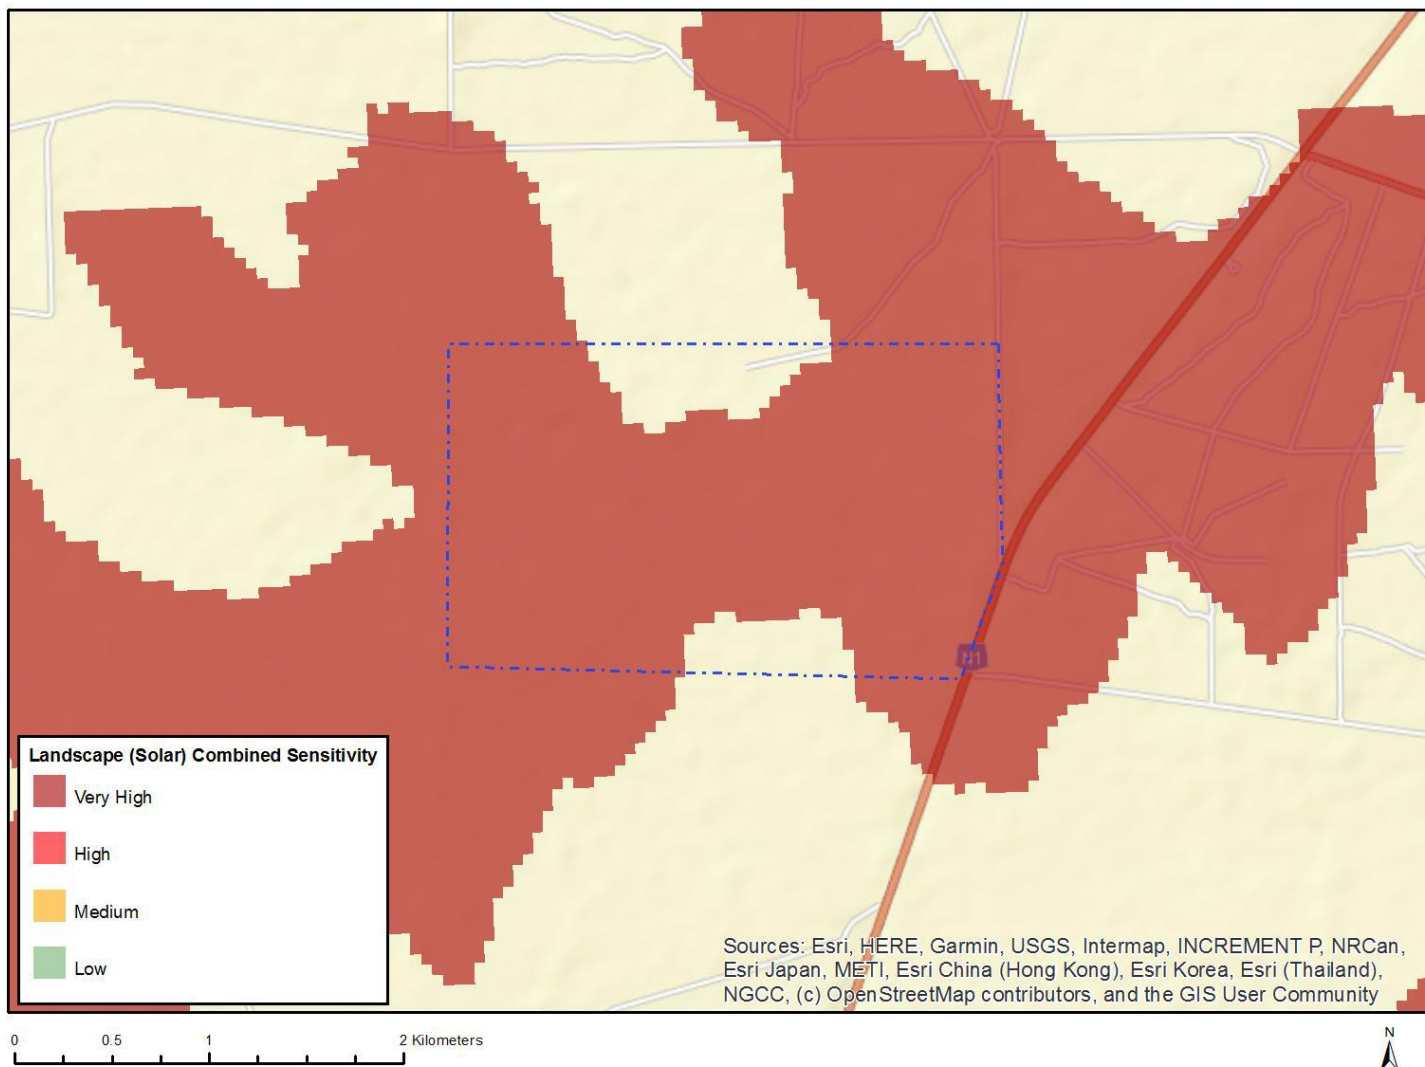 N1
Landscape (Solar) Combined Sensitivity
Very High
High
Medium
Low
Sources: Esri, HERE, Garmin, USGS, Intermap, INCREMENT P, NRCan,
Esri Japan, METI, Esri China (Hong Kong), Esri Korea, Esri (Thailand),
NGCC, (c) OpenStreetMap contributors, and the GIS User Community
0 0.5 1 2 Kilometers
N